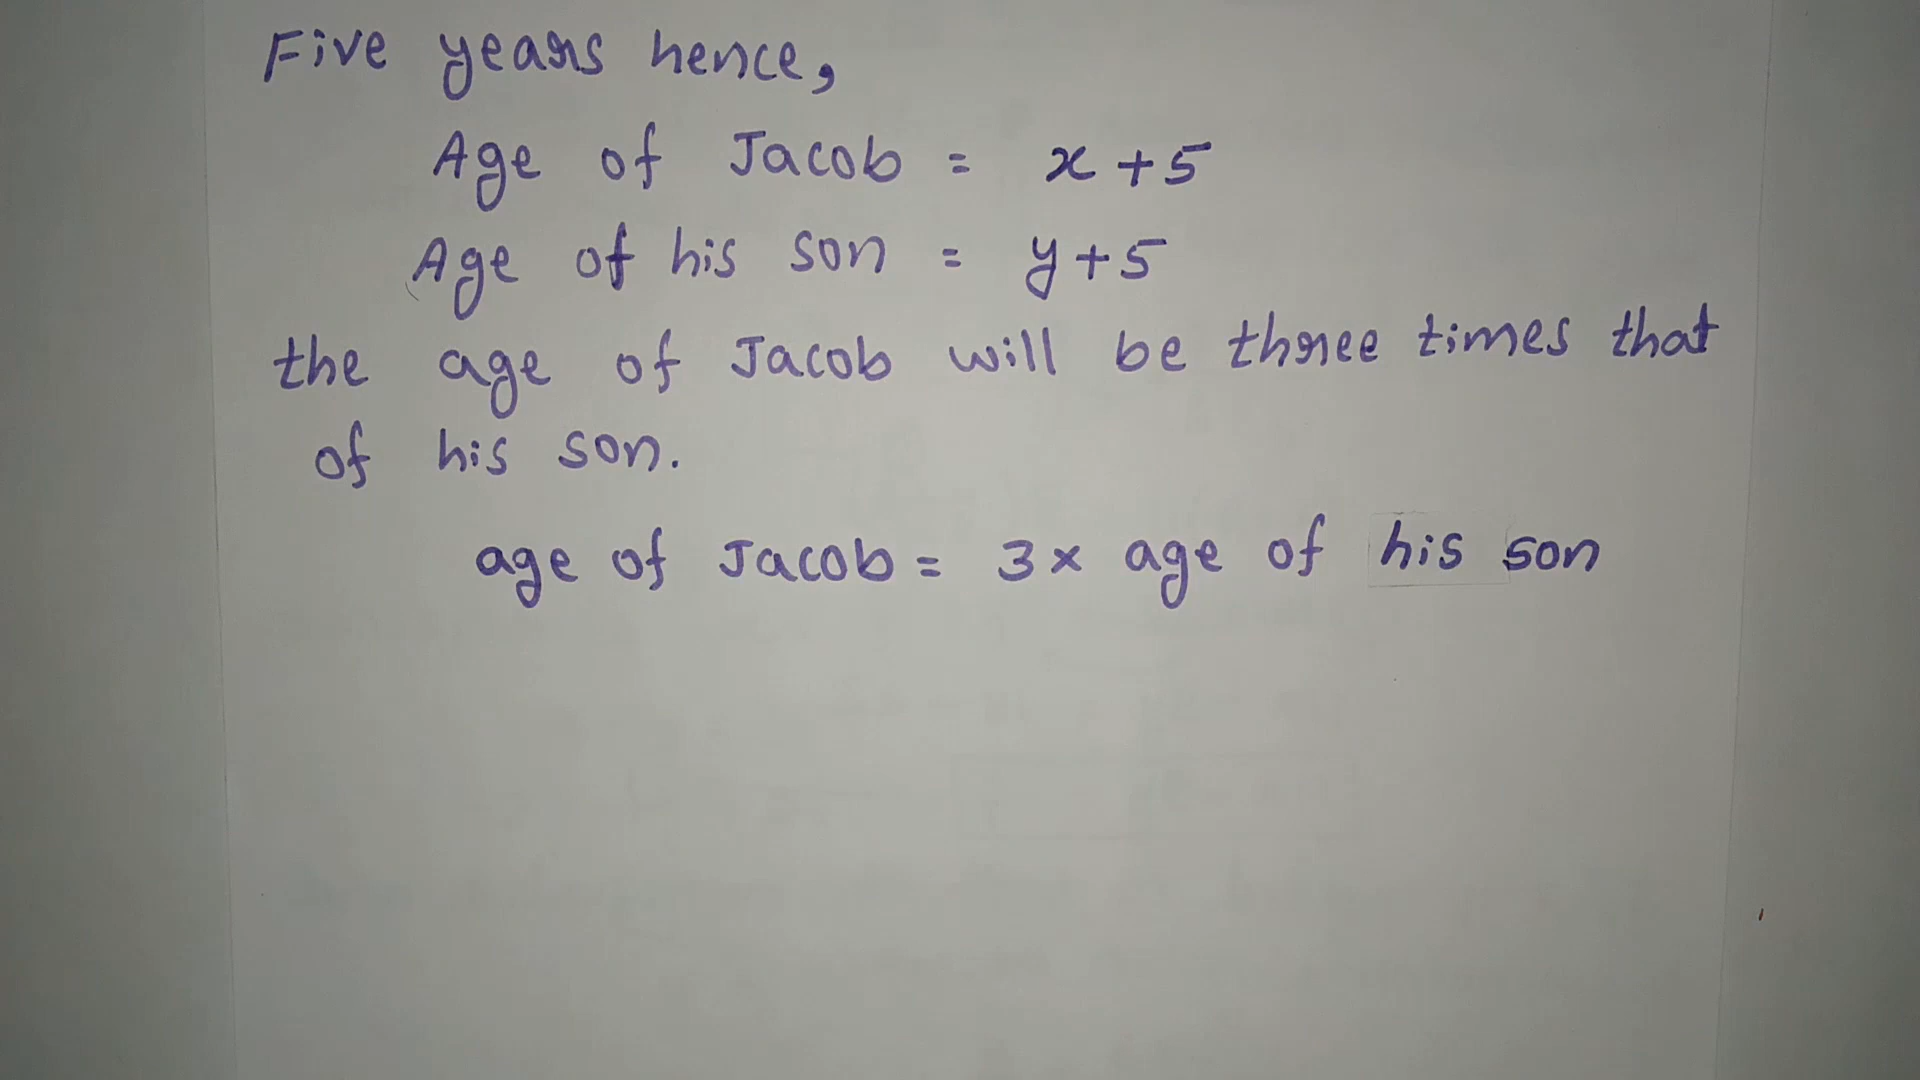 Five years hence,
Age of Jacob = x+5
Age of his son = y+5
the age of Jacob will be three times that
of his son.
age of Jacob = 3x age of his son